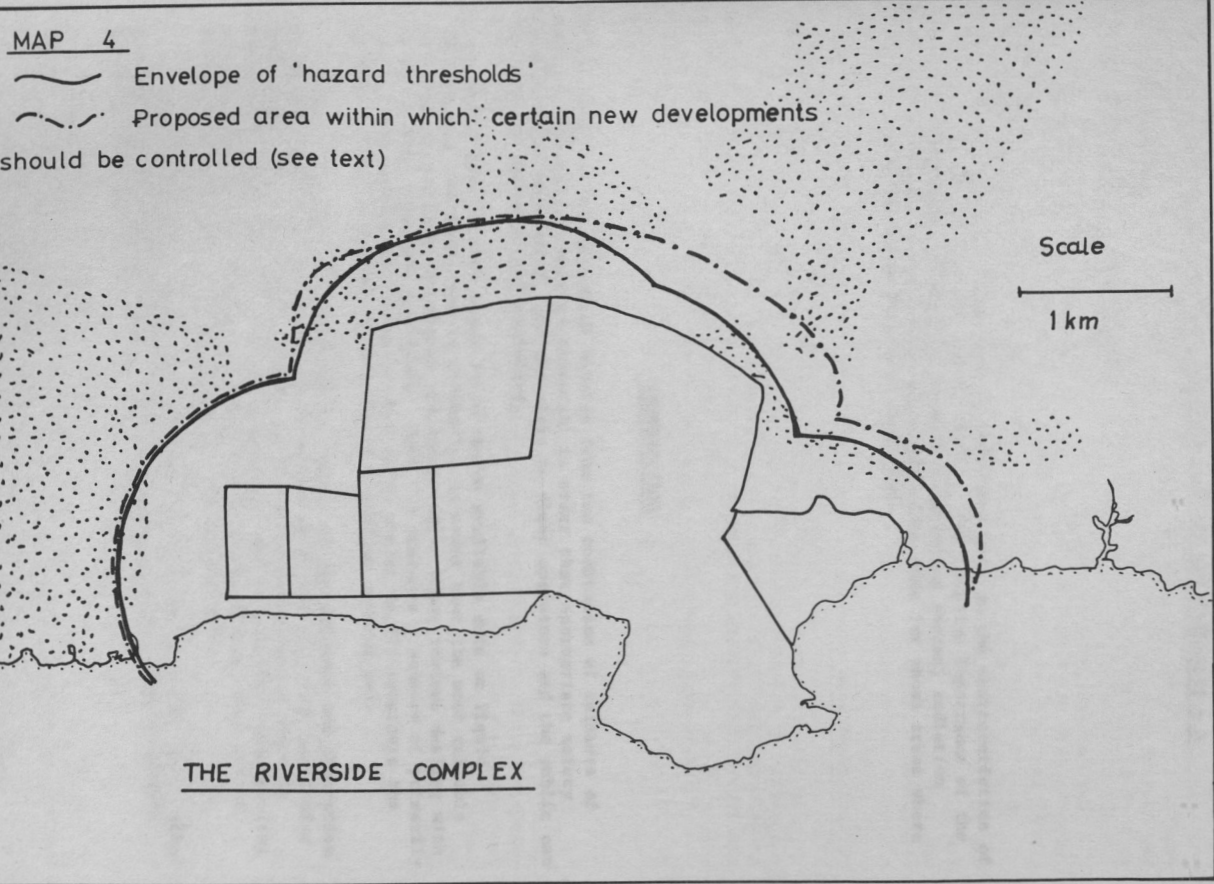 MAP 4
Envelope of 'hazard thresholds'
Proposed area within which certain new developments
should be controlled (see text)
Scale
1 km
THE RIVERSIDE COMPLEX